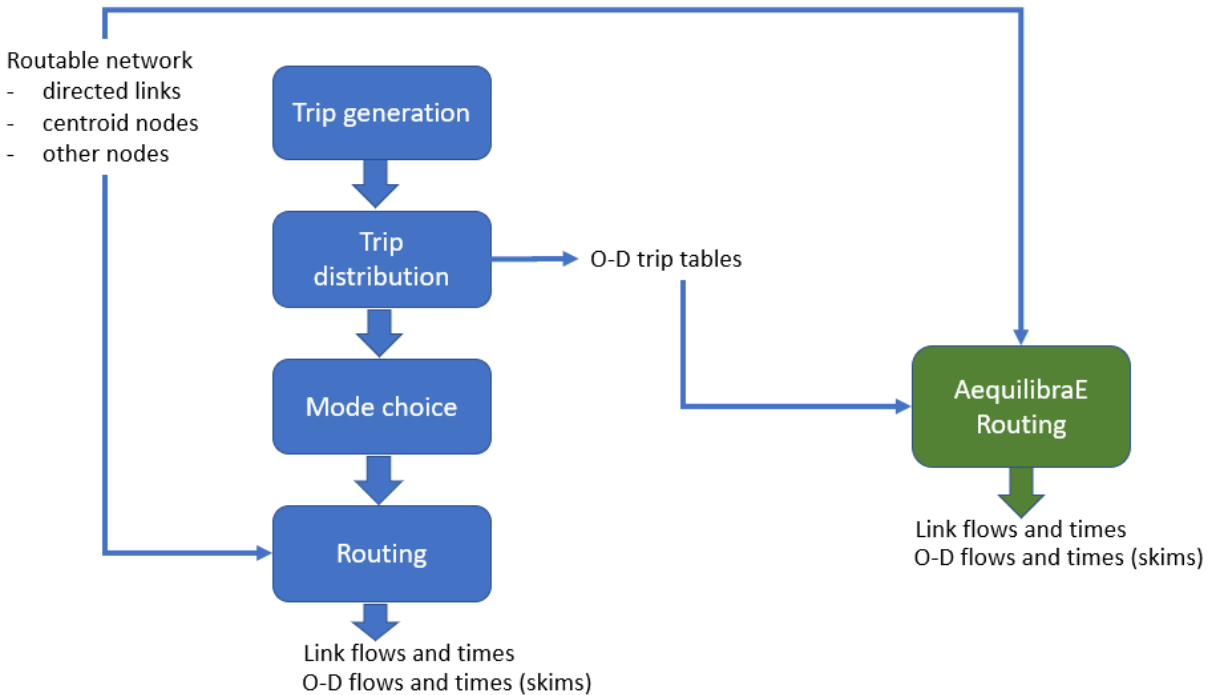 Routable network
- directed links
- centroid nodes
- other nodes
Trip generation
Trip
distribution
O-D trip tables
Mode choice
AequilibraE
Routing
Routing
Link flows and times
O-D flows and times (skims)
Link flows and times
O-D flows and times (skims)